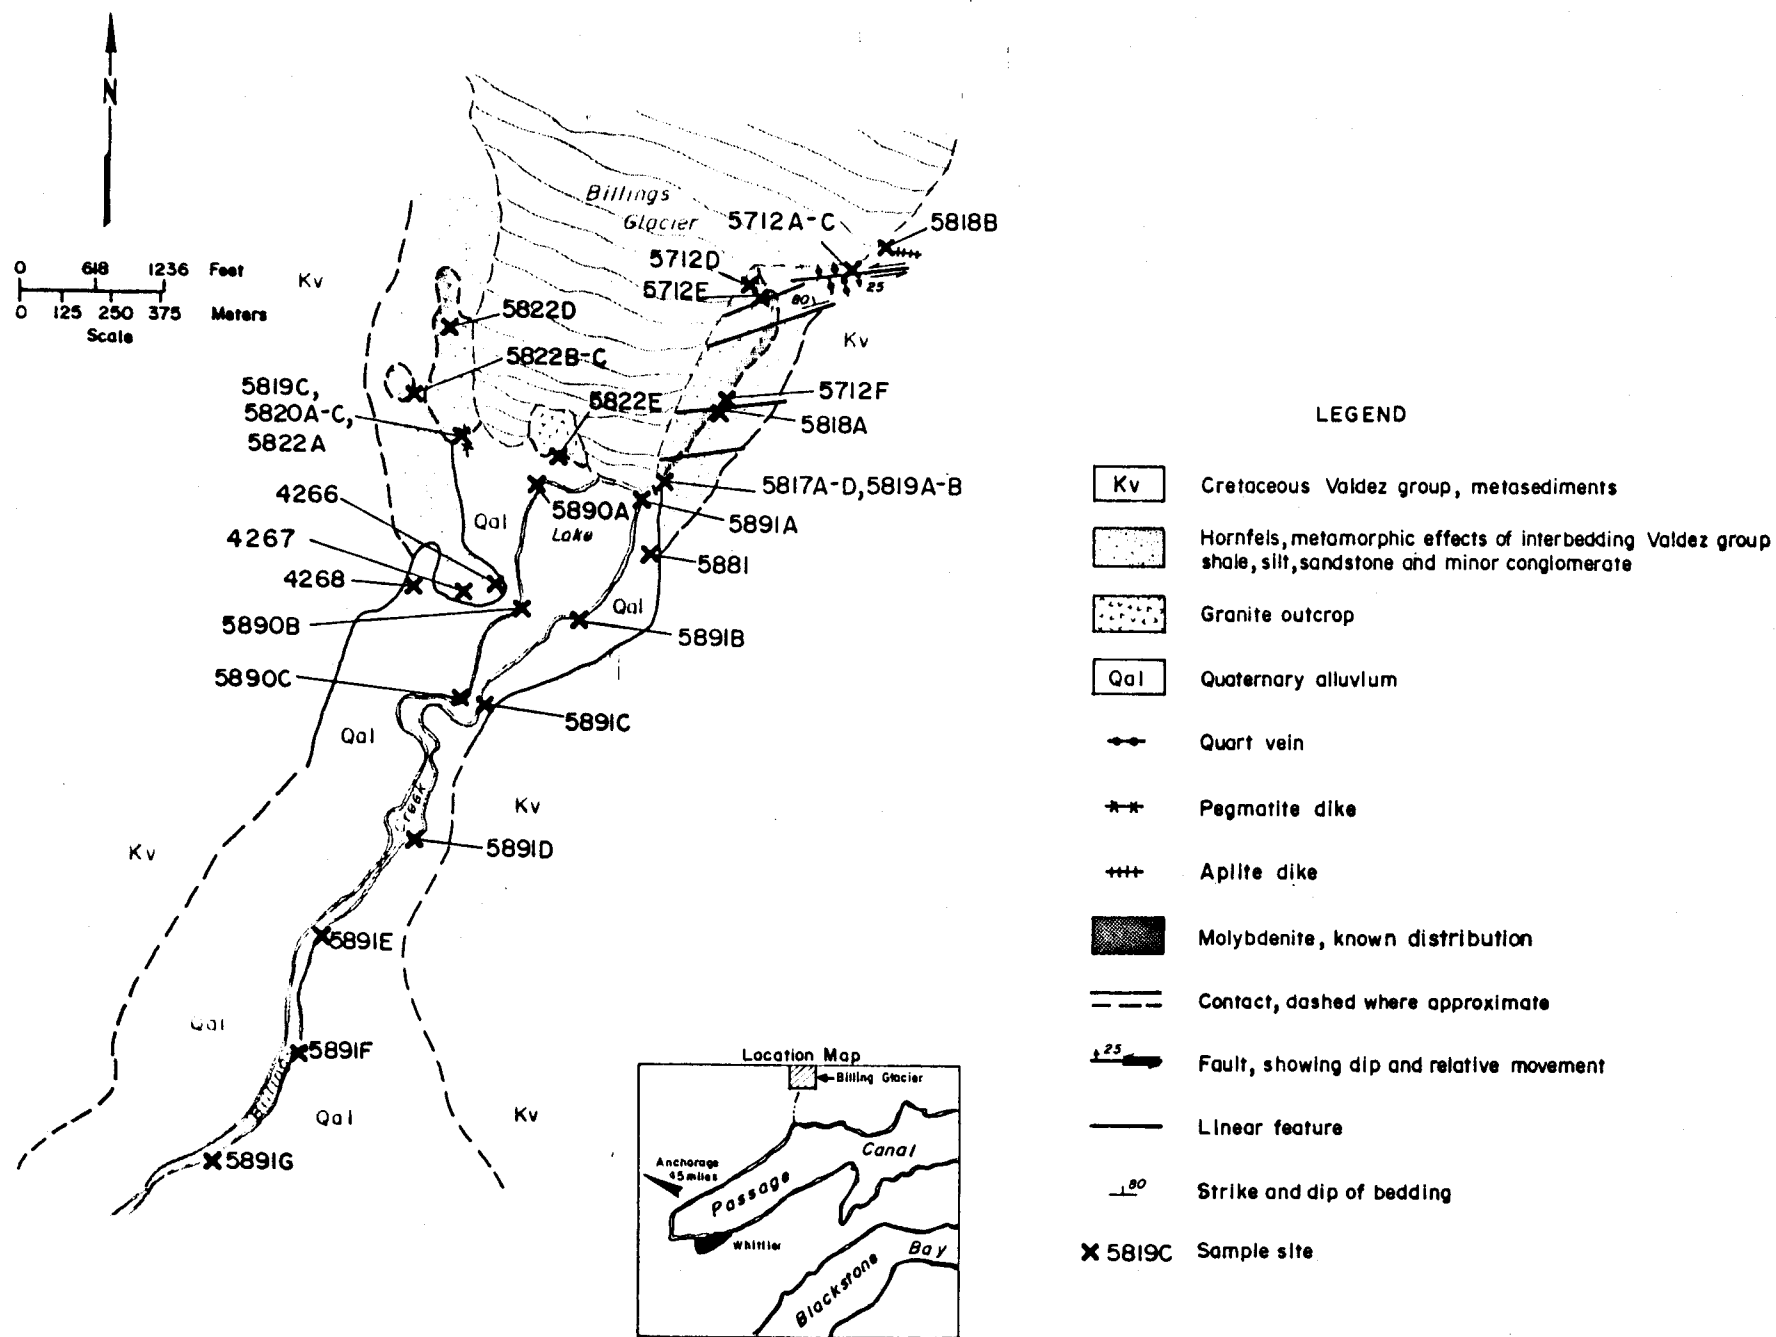 N
Billings
Glacier
5712A-C
5818B
5712D
5712E
25
80
0 618 1236 Feet
0 125 250 375 Meters
Scale
Kv
5822D
Kv
5822B-C
5819C,
5820A-C,
5822A
5822E
5712F
5818A
4266
4267
4268
Qal
5890A
Lake
5817A-D, 5819A-B
5891A
5881
5890B
Qal
5891B
5890C
5891C
Qal
Kv
Kv
5891D
5891E
Qal
5891F
Qal
Kv
5891G
Location Map
Billing Glacier
Canal
Anchorage
45 miles
Passage
Whittier
Bay
Blackstone
LEGEND
Kv Cretaceous Valdez group, metasediments
Hornfels, metamorphic effects of interbedding Valdez group
shale, silt, sandstone and minor conglomerate
Granite outcrop
Qal Quaternary alluvium
Quart vein
Pegmatite dike
Aplite dike
Molybdenite, known distribution
Contact, dashed where approximate
25 Fault, showing dip and relative movement
Linear feature
80 Strike and dip of bedding
5819C Sample site